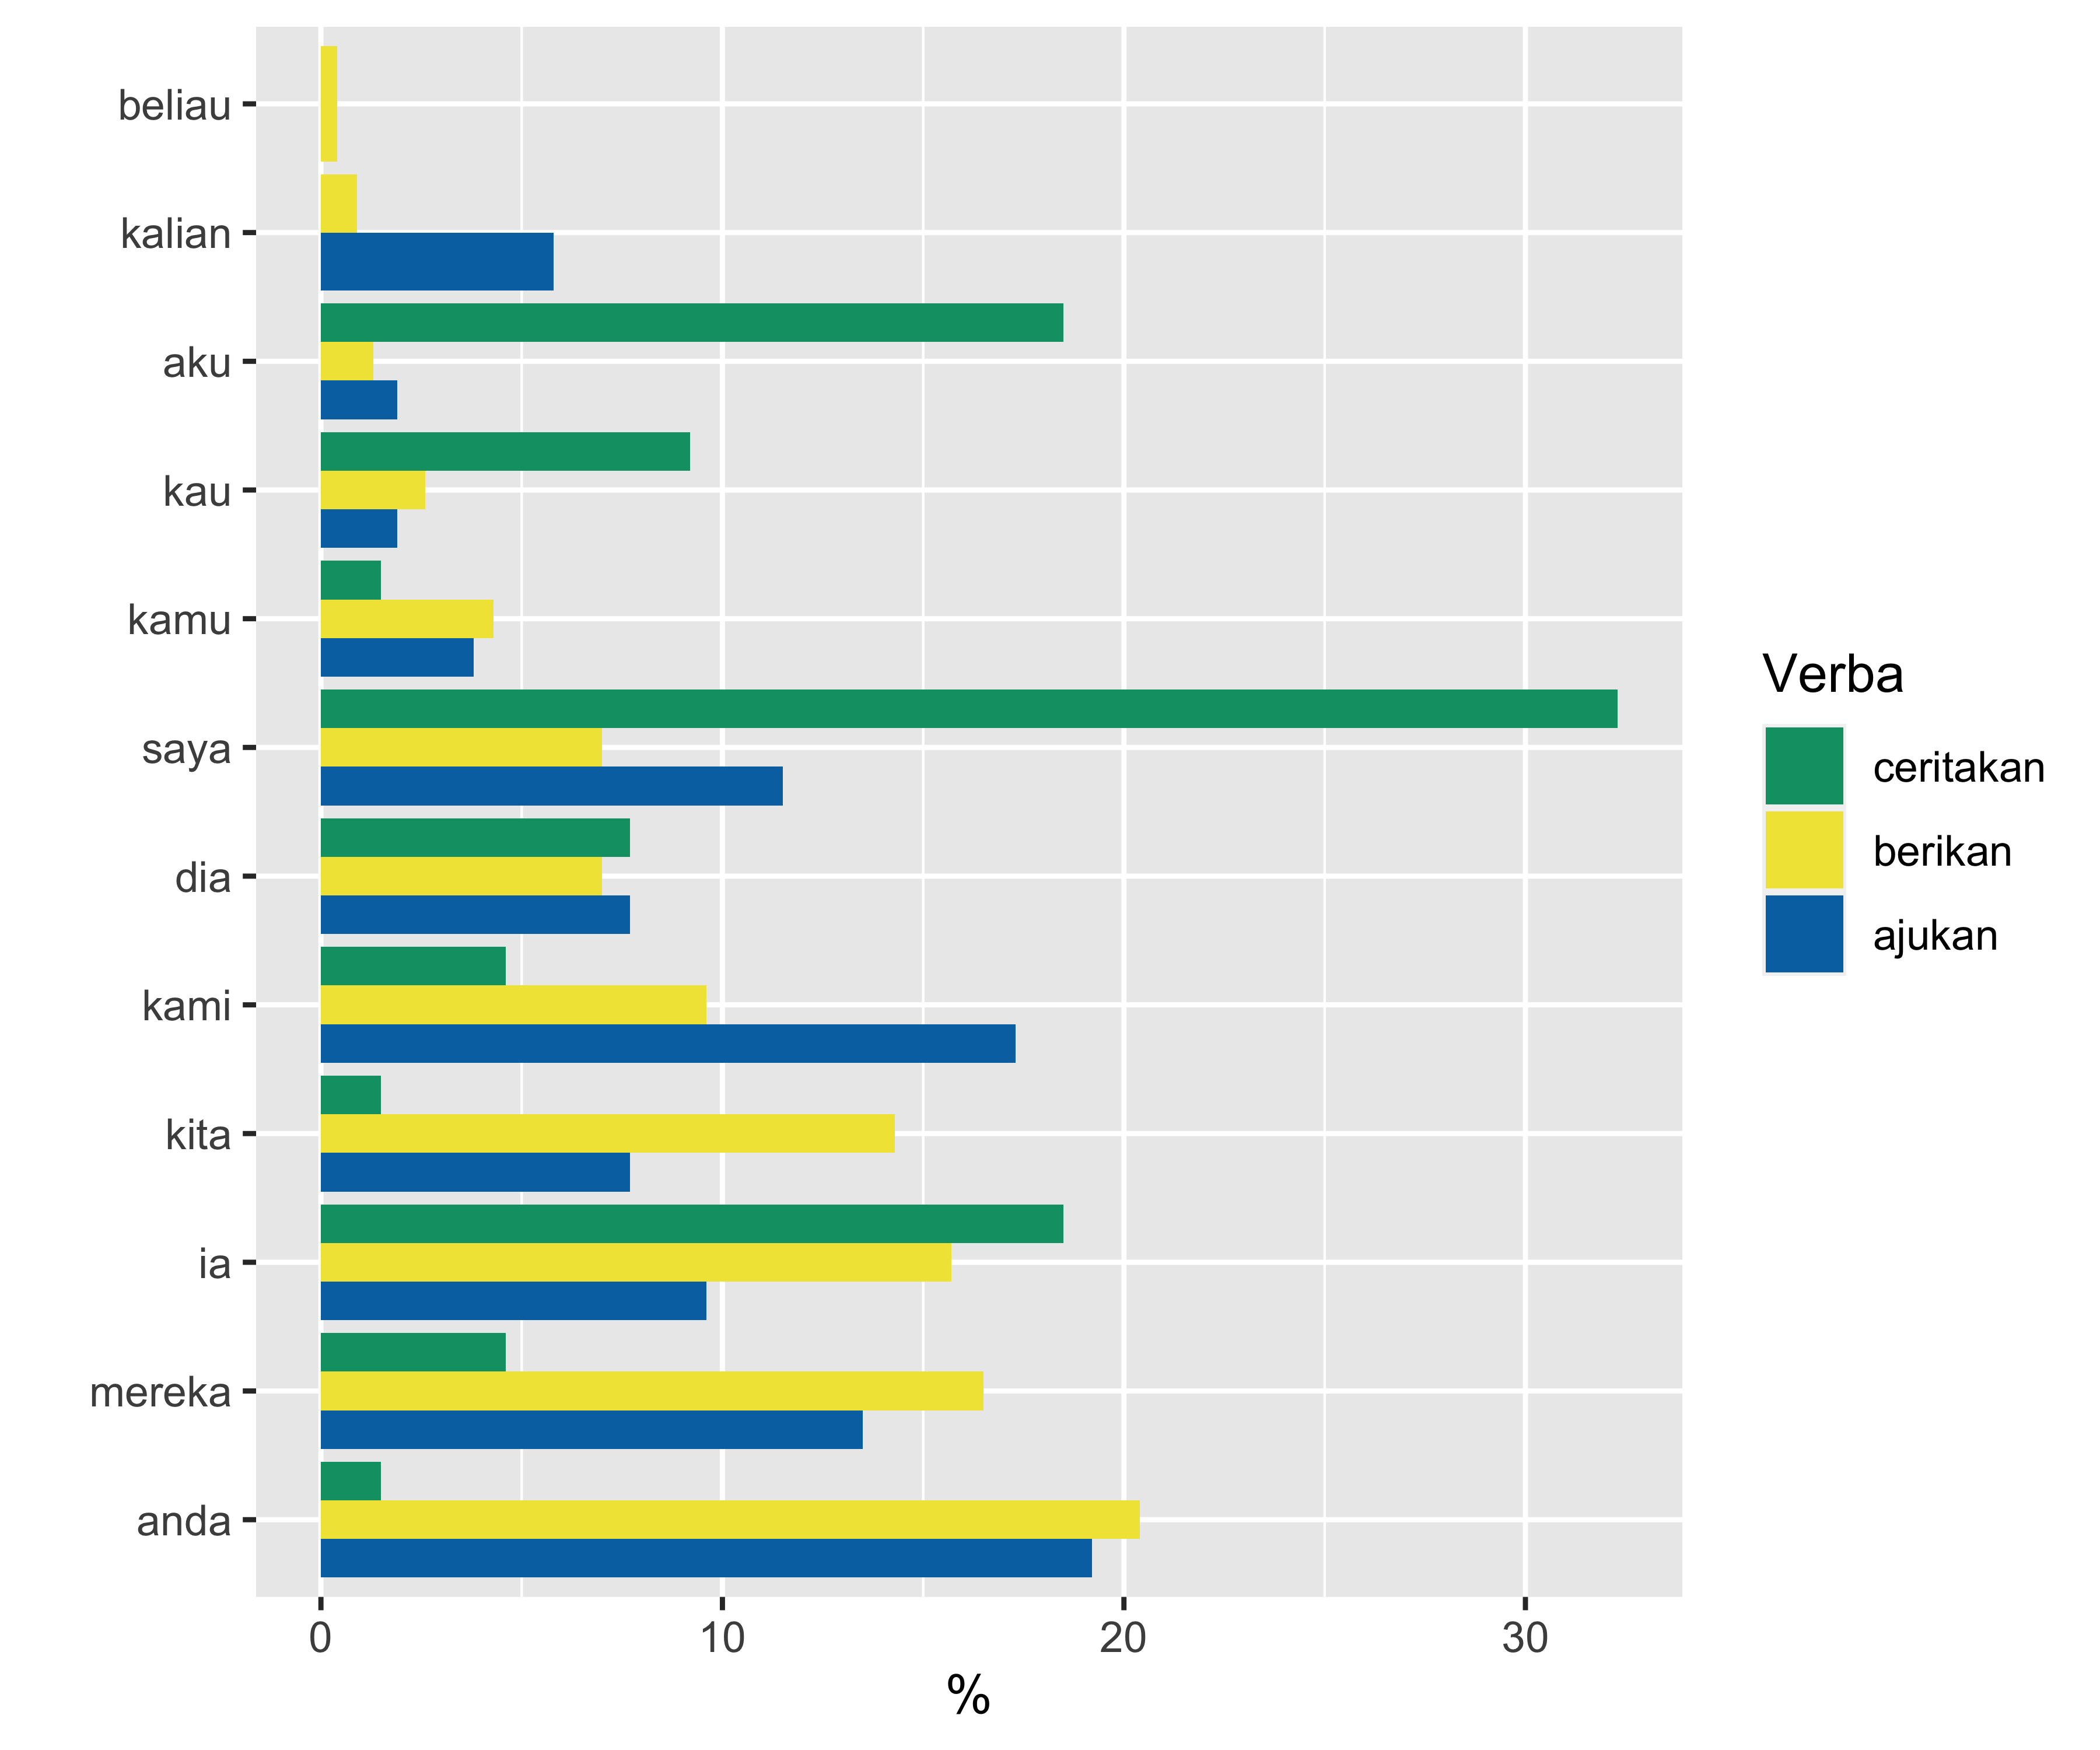 beliau
kalian
aku
kau
kamu
saya
dia
kami
kita
ia
mereka
anda
0 10 20 30
%
Verba
ceritakan
berikan
ajukan